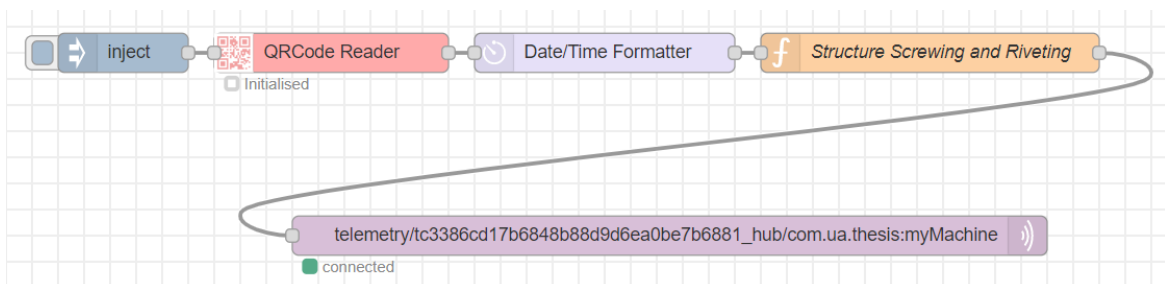 inject
QRCode Reader
Date/Time Formatter
Structure Screwing and Riveting
Initialised
telemetry/tc3386cd17b6848b88d9d6ea0be7b6881_hub/com.ua.thesis:myMachine
connected